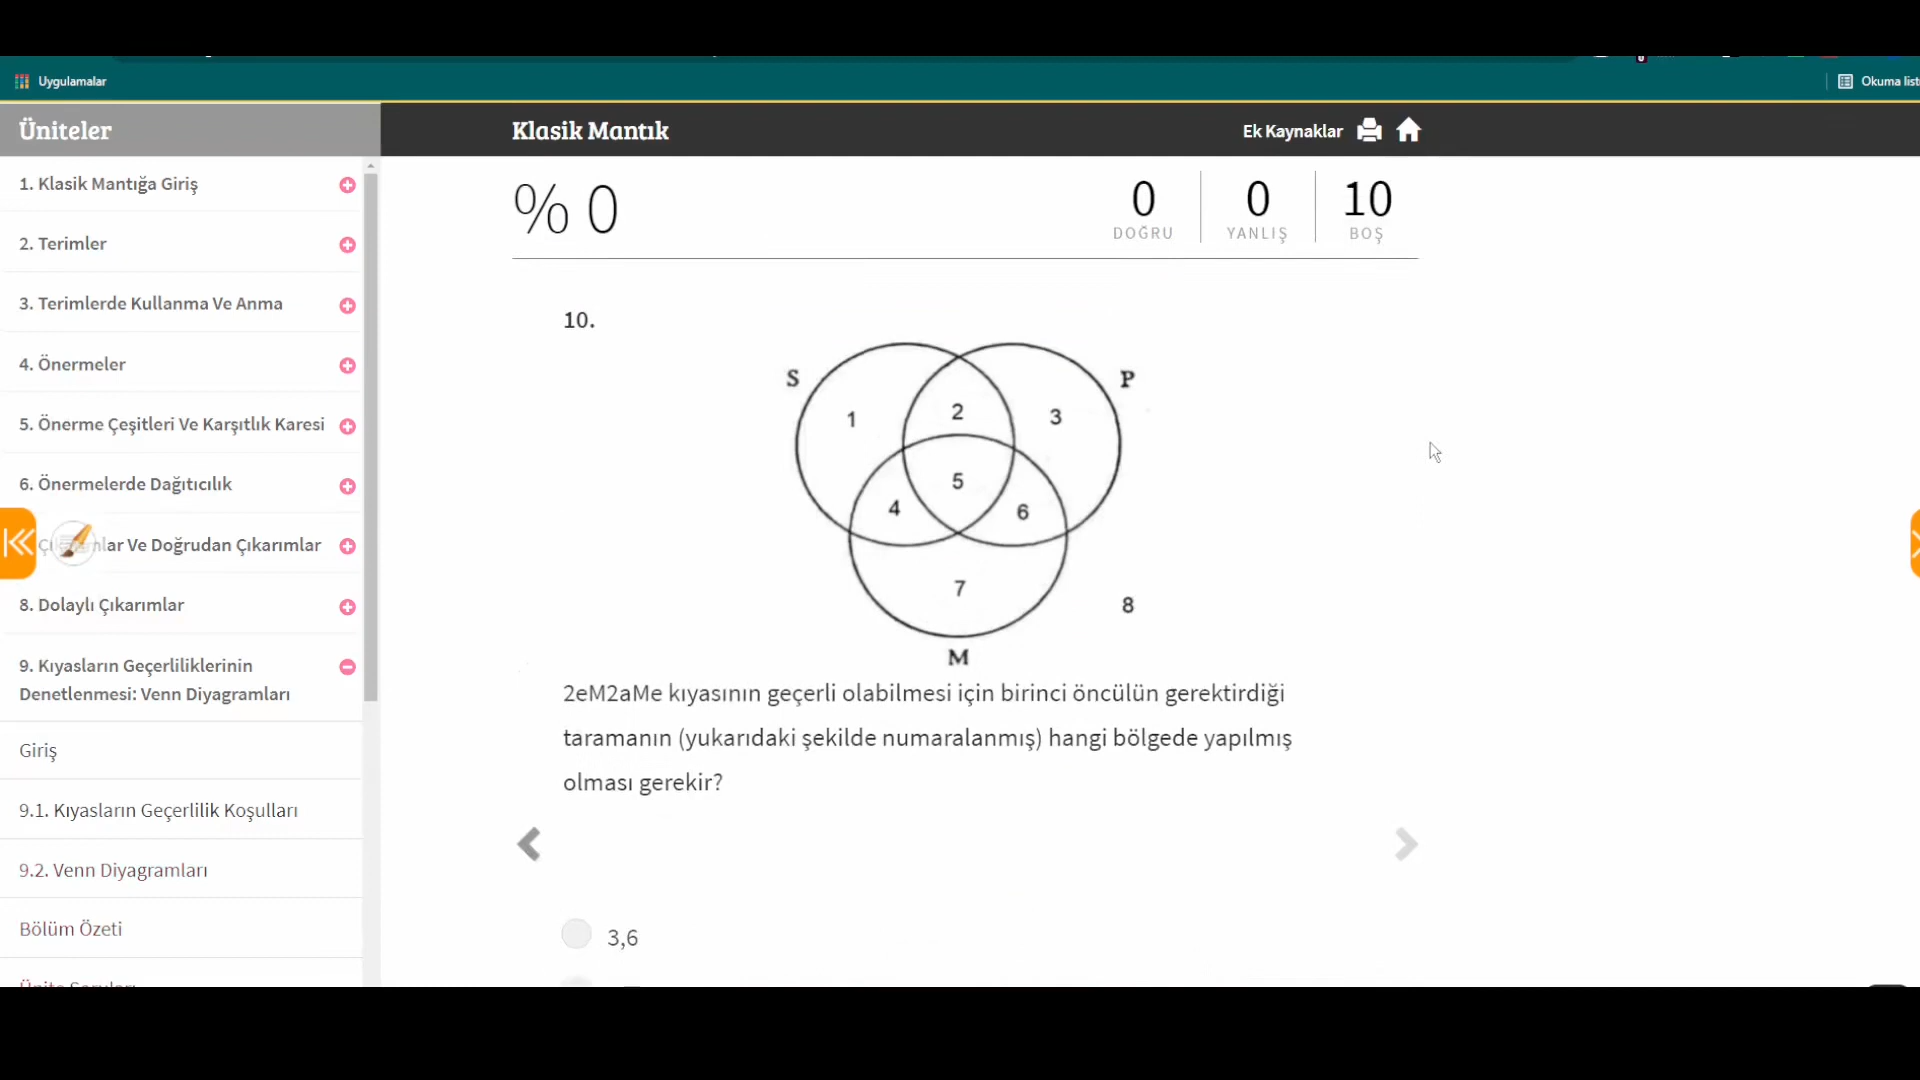 Uygulamalar
Okuma list
Üniteler
Klasik Mantık
Ek Kaynaklar
1. Klasik Mantığa Giriş
2. Terimler
3. Terimlerde Kullanma Ve Anma
4. Önermeler
5. Önerme Çeşitleri Ve Karşıtlık Karesi
6. Önermelerde Dağıtıcılık
lar Ve Doğrudan Çıkarımlar
8. Dolaylı Çıkarımlar
9. Kıyasların Geçerliliklerinin
Denetlenmesi: Venn Diyagramları
Giriş
9.1. Kıyasların Geçerlilik Koşulları
9.2. Venn Diyagramları
Bölüm Özeti
% 0
0
DOĞRU
0
YANLIŞ
10
BOŞ
10.
S
P
1
2
3
4
5
6
7
8
M
2eM2aMe kıyasının geçerli olabilmesi için birinci öncülün gerektirdiği
taramanın (yukarıdaki şekilde numaralanmış) hangi bölgede yapılmış
olması gerekir?
3,6